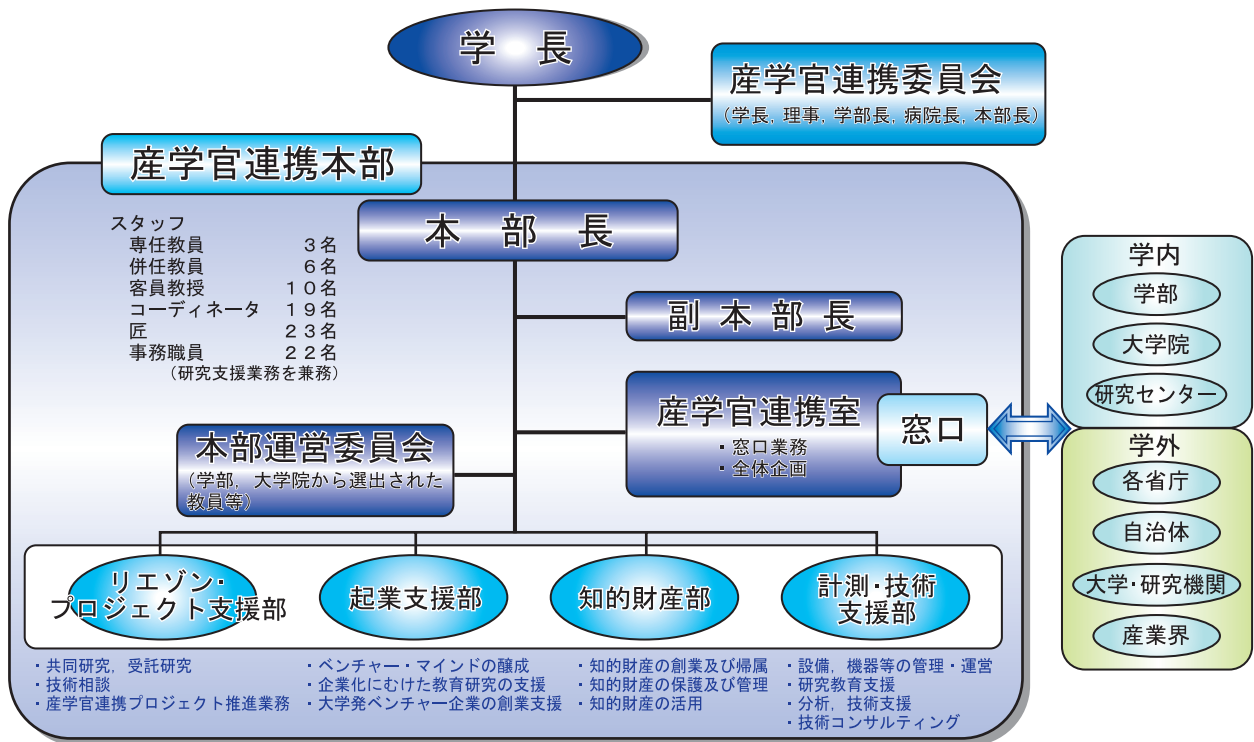 学　長
産学官連携委員会
(学長, 理事, 学部長, 病院長, 本部長)
産学官連携本部
本　部　長
スタッフ
専任教員　３名
併任教員　６名
客員教授　１０名
コーディネータ　１９名
匠　２３名
事務職員　２２名
(研究支援業務を兼務)
副 本 部 長
産学官連携室
・窓口業務
・全体企画
窓口
本部運営委員会
(学部, 大学院から選出された
教員等)
学内
学部
大学院
研究センター
学外
各省庁
自治体
大学・研究機関
産業界
リエゾン・
プロジェクト支援部
・共同研究, 受託研究
・技術相談
・産学官連携プロジェクト推進業務
起業支援部
・ベンチャー・マインドの醸成
・企業化にむけた教育研究の支援
・大学発ベンチャー企業の創業支援
知的財産部
・知的財産の創業及び帰属
・知的財産の保護及び管理
・知的財産の活用
計測・技術
支援部
・設備, 機器等の管理・運営
・研究教育支援
・分析, 技術支援
・技術コンサルティング